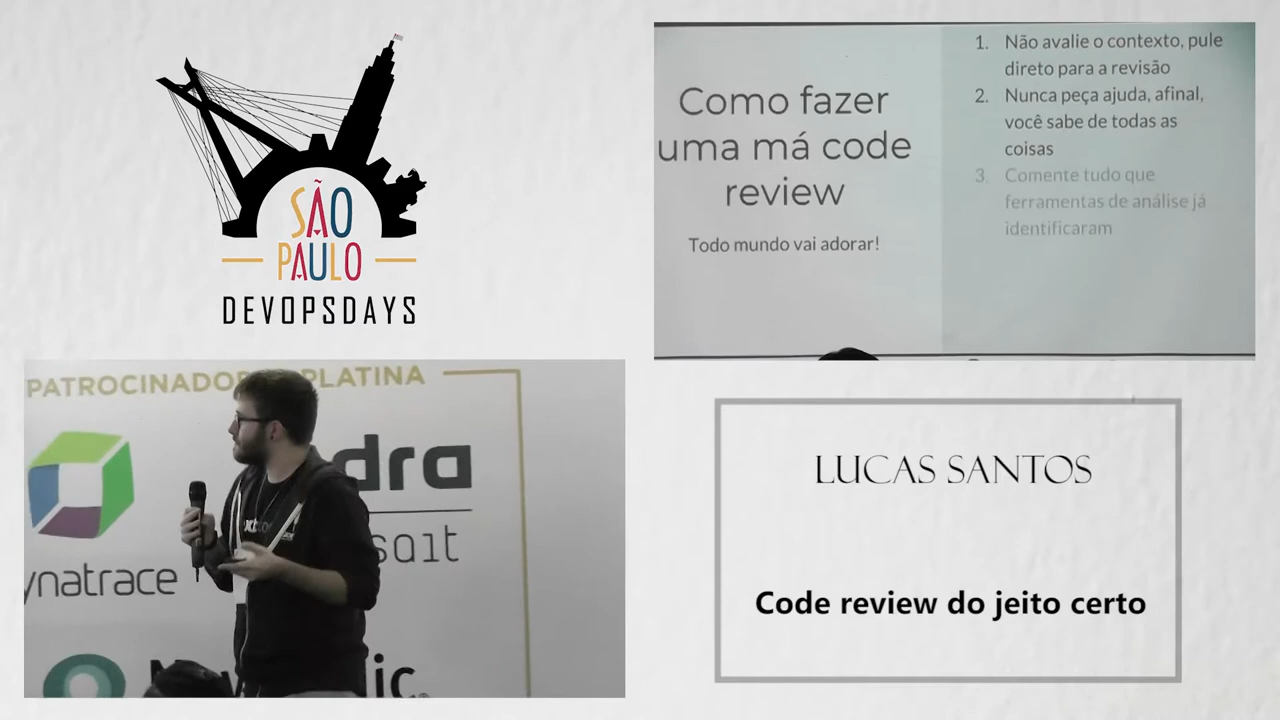 SÃO
PAULO
DEVOPSDAYS
Como fazer
uma má code
review
Todo mundo vai adorar!
1. Não avalie o contexto, pule
direto para a revisão
2. Nunca peça ajuda, afinal,
você sabe de todas as
coisas
3. Comente tudo que
ferramentas de análise já
identificaram
PATROCINADOR PLATINA
ynatrace
dra
sait
ic
LUCAS SANTOS
Code review do jeito certo